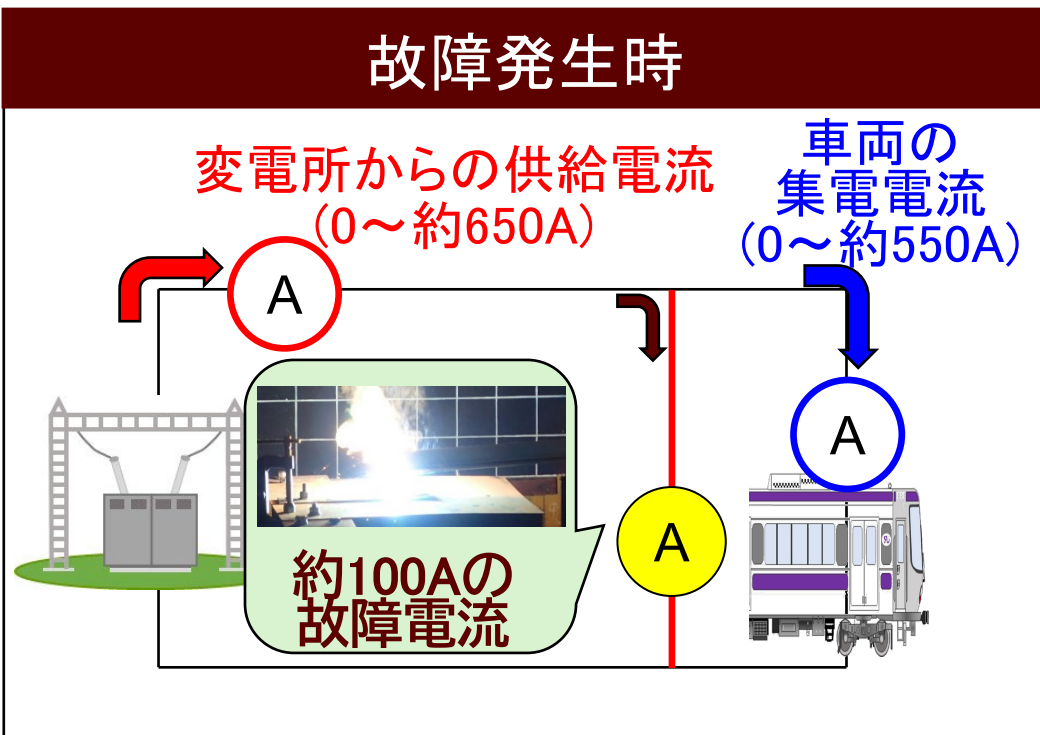 故障発生時
変電所からの供給電流
(0～約650A)
車両の
集電電流
(0～約550A)
A
A
A
約100Aの
故障電流